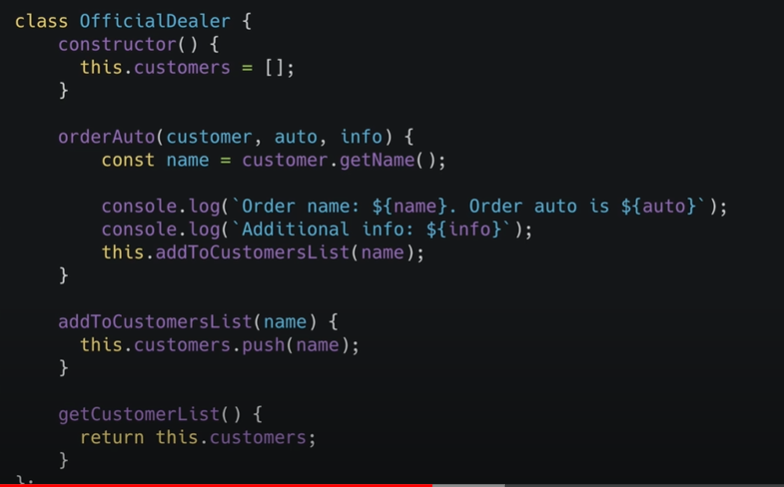 class OfficialDealer {
    constructor() {
      this.customers = [];
    }

    orderAuto(customer, auto, info) {
        const name = customer.getName();

        console.log(`Order name: ${name}. Order auto is ${auto}`);
        console.log(`Additional info: ${info}`);
        this.addToCustomersList(name);
    }

    addToCustomersList(name) {
      this.customers.push(name);
    }

    getCustomerList() {
      return this.customers;
    }
};